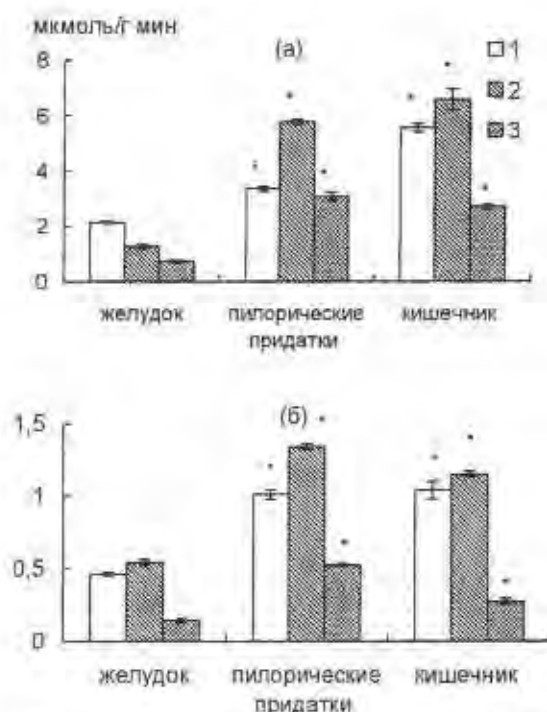 мкмоль/г мин
(а)
1
2
3
8
6
4
2
0
желудок
пилорические
придатки
кишечник
(б)
1,5
1
0,5
0
желудок
пилорические
придатки
кишечник